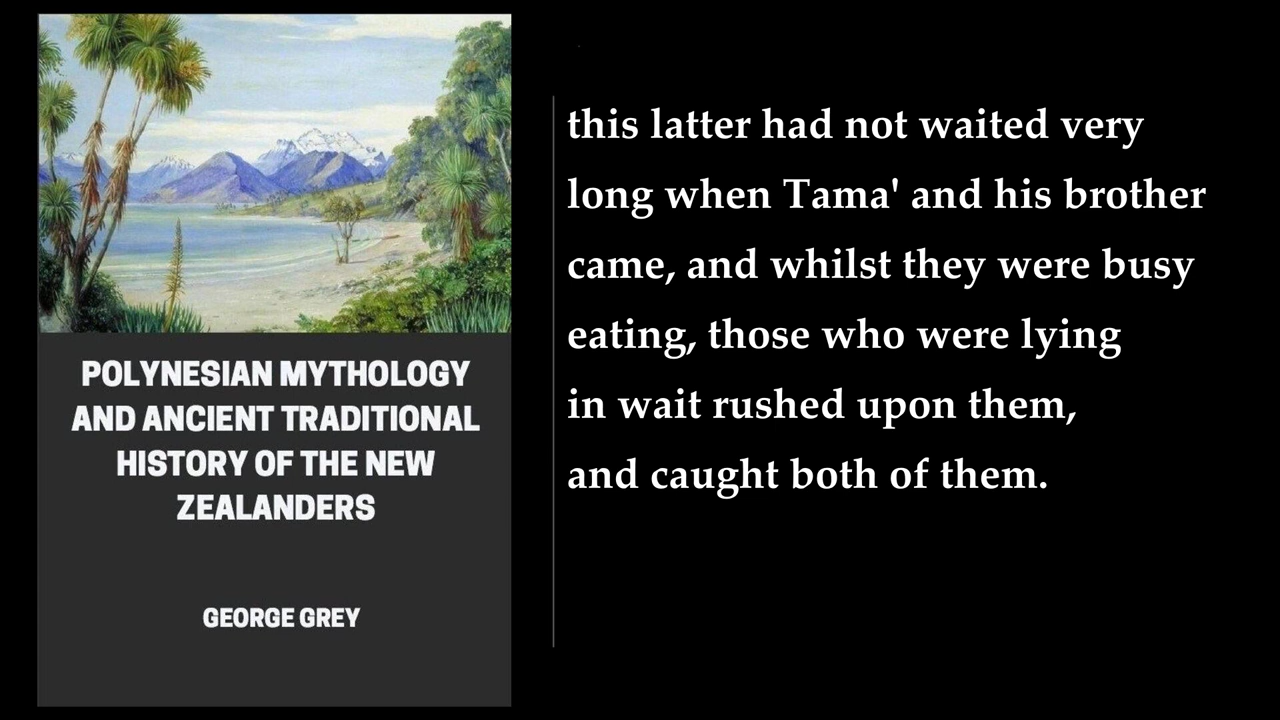 POLYNESIAN MYTHOLOGY
AND ANCIENT TRADITIONAL
HISTORY OF THE NEW
ZEALANDERS
GEORGE GREY
this latter had not waited very
long when Tama' and his brother
came, and whilst they were busy
eating, those who were lying
in wait rushed upon them,
and caught both of them.